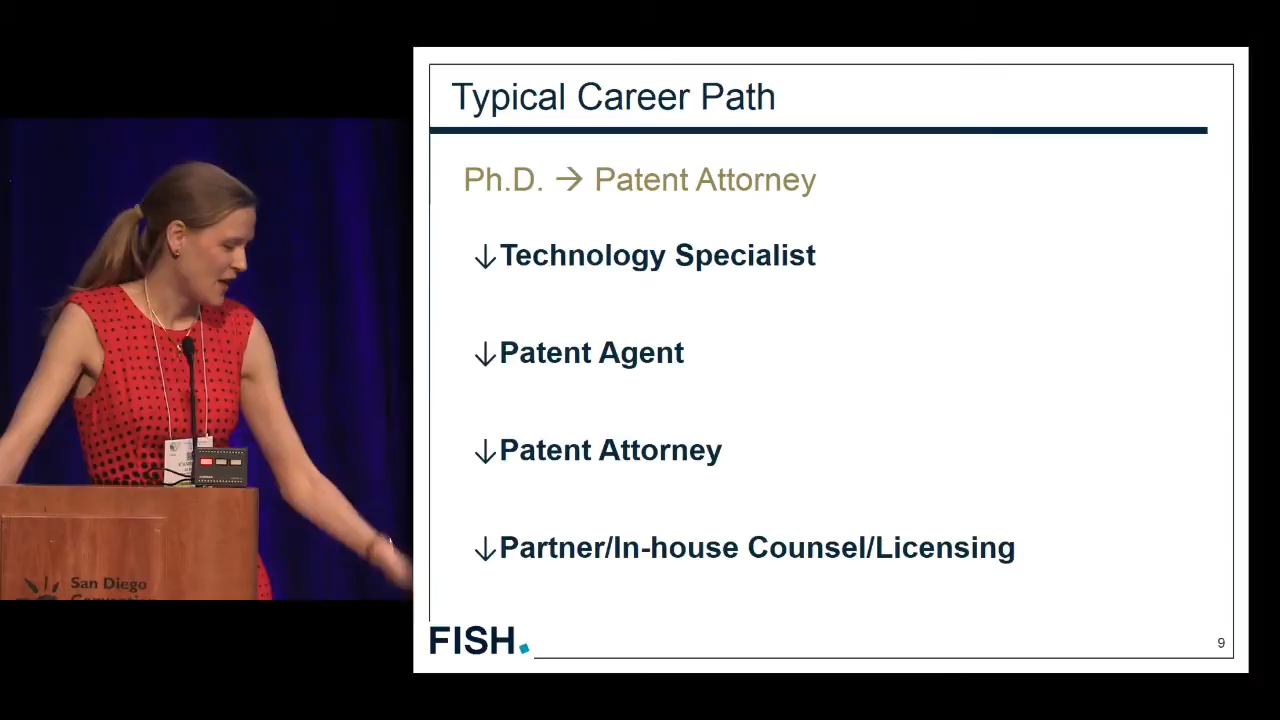 Typical Career Path
Ph.D. → Patent Attorney
↓Technology Specialist
↓Patent Agent
↓Patent Attorney
↓Partner/In-house Counsel/Licensing
FISH.
9
San Diego